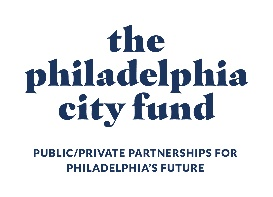 the
philadelphia
city fund
PUBLIC/PRIVATE PARTNERSHIPS FOR
PHILADELPHIA'S FUTURE